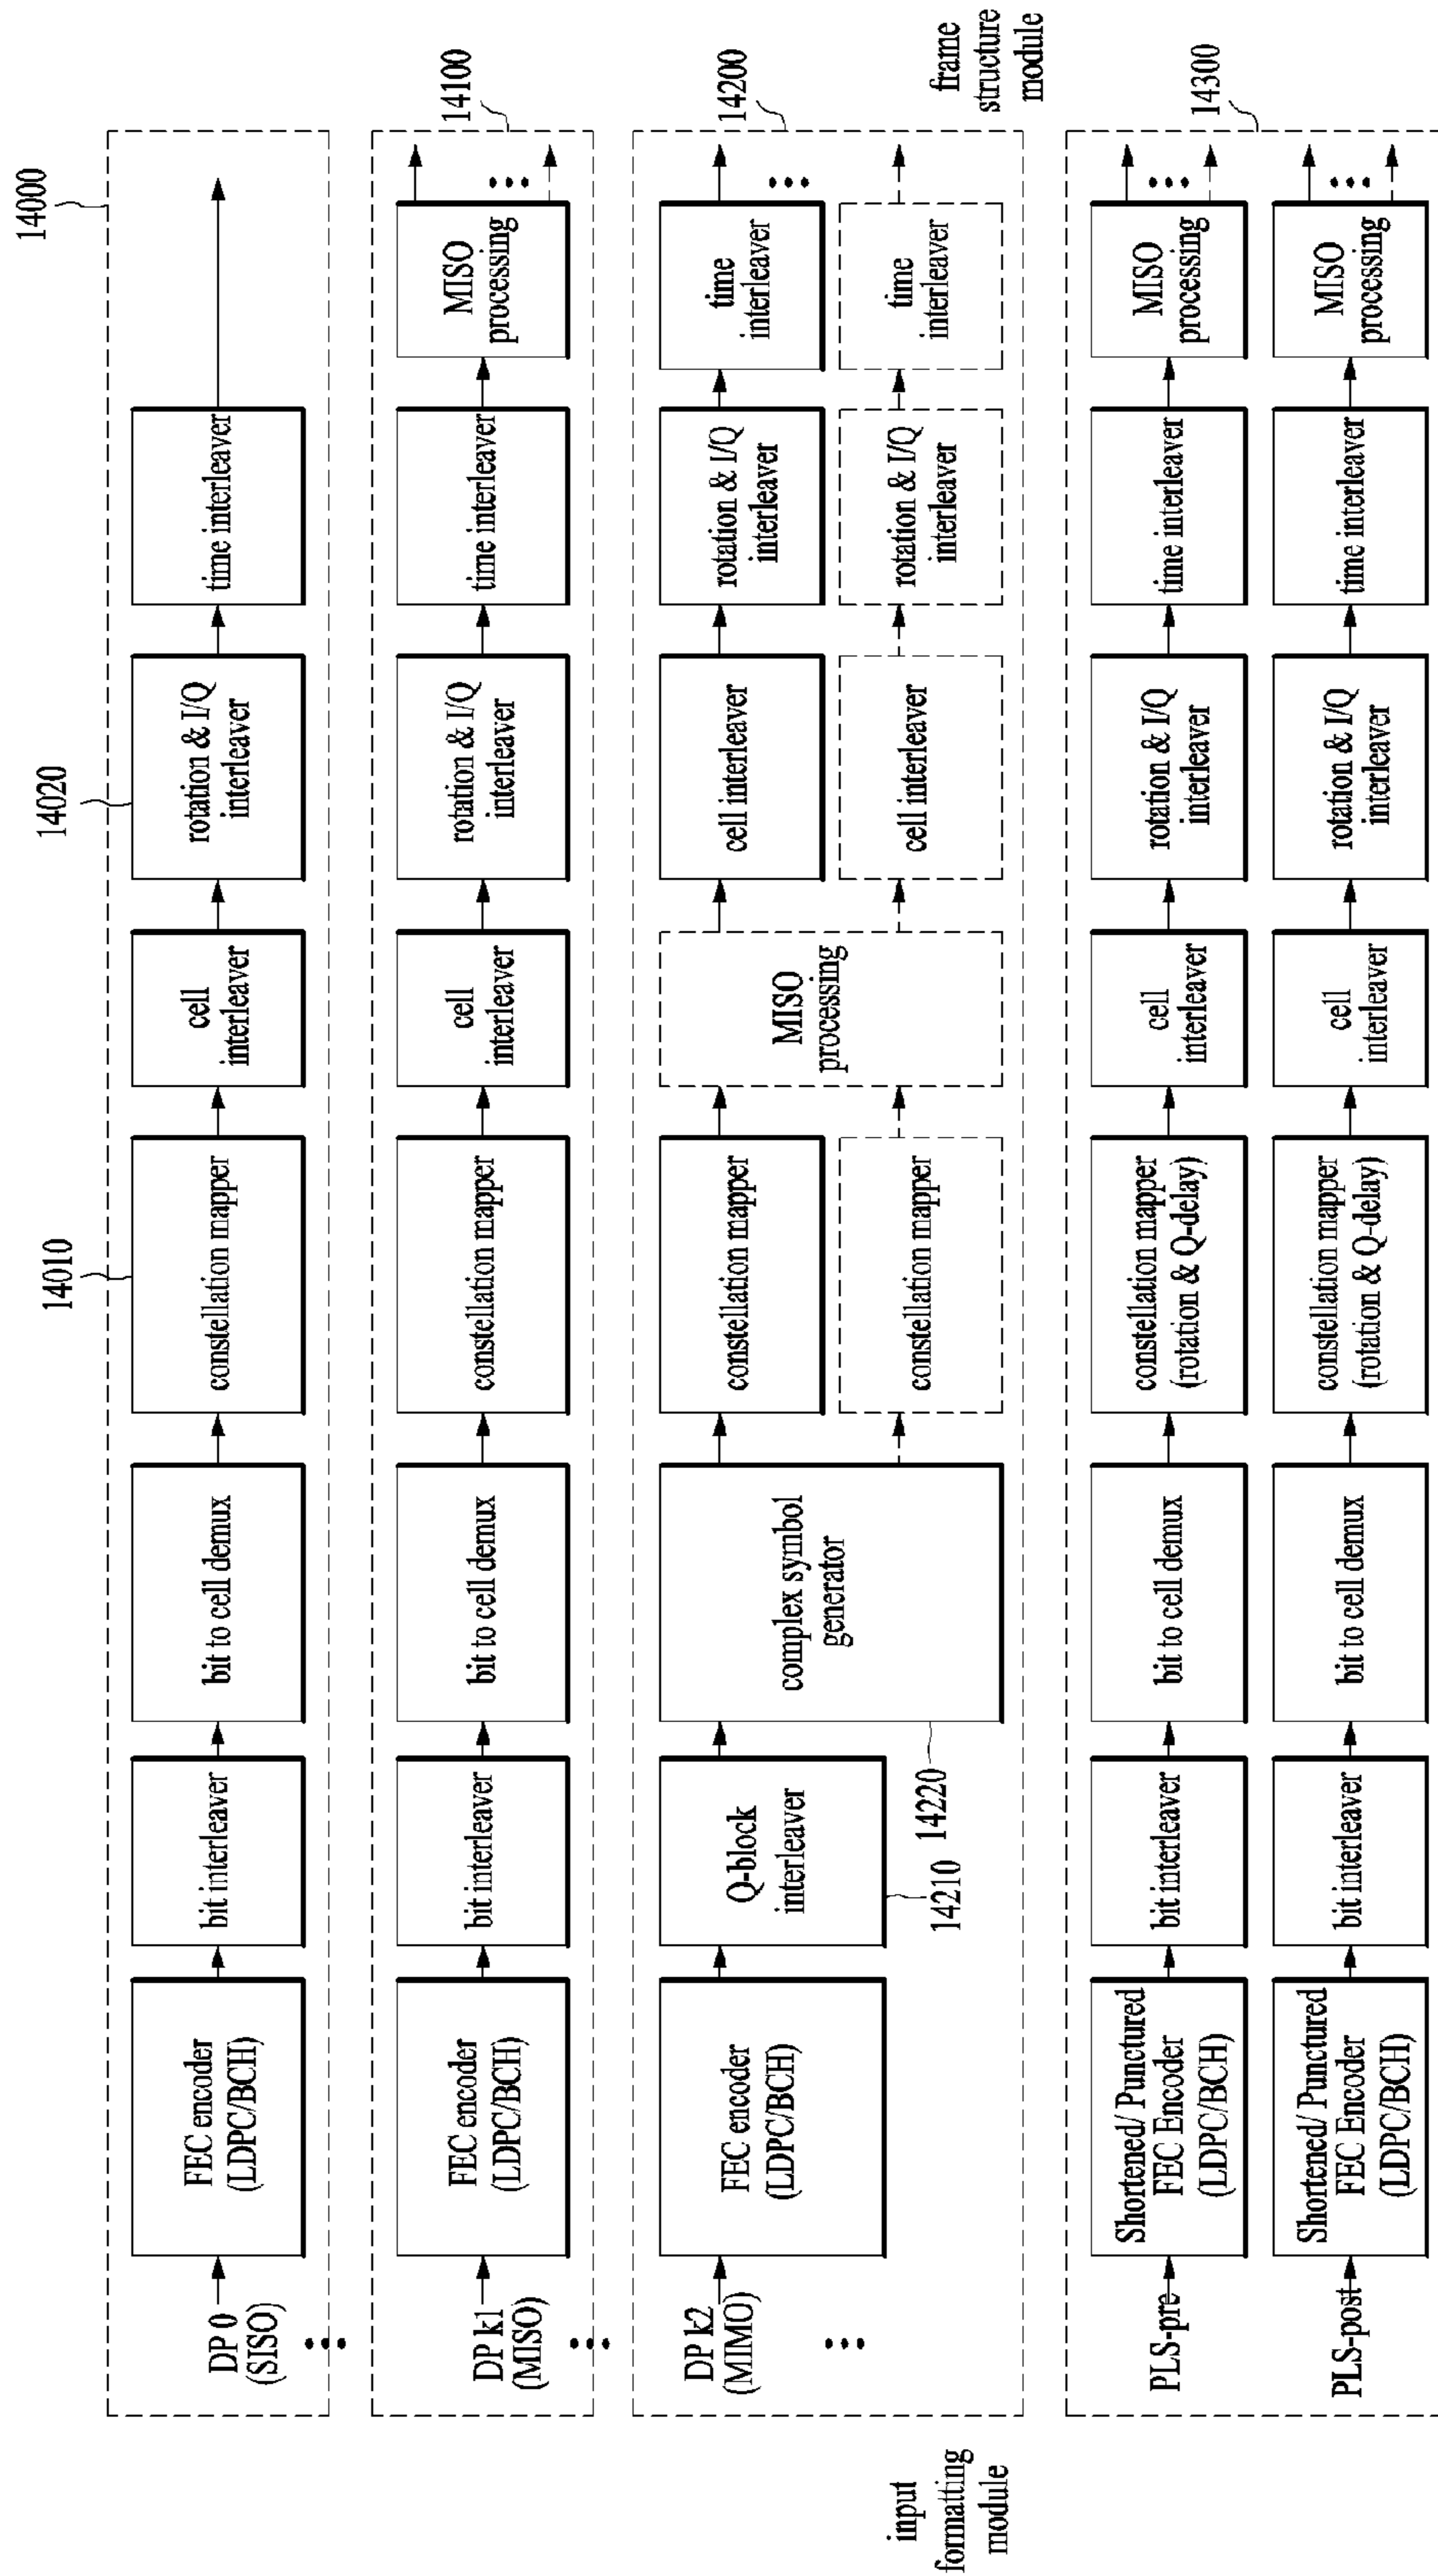 14000
14010
14020
DP 0
(SISO)
FEC encoder
(LDPC/BCH)
bit interleaver
bit to cell demux
constellation mapper
cell
interleaver
rotation & I/Q
interleaver
time interleaver
14100
DP k1
(MISO)
FEC encoder
(LDPC/BCH)
bit interleaver
bit to cell demux
constellation mapper
cell
interleaver
rotation & I/Q
interleaver
time interleaver
MISO
processing
14200
DP k2
(MIMO)
FEC encoder
(LDPC/BCH)
Q-block
interleaver
14210
complex symbol
generator
14220
constellation mapper
constellation mapper
MISO
processing
cell interleaver
cell interleaver
rotation & I/Q
interleaver
rotation & I/Q
interleaver
time
interleaver
time
interleaver
input
formatting
module
frame
structure
module
14300
PLS-pre
Shortened/ Punctured
FEC Encoder
(LDPC/BCH)
bit interleaver
bit to cell demux
constellation mapper
(rotation & Q-delay)
cell
interleaver
rotation & I/Q
interleaver
time interleaver
MISO
processing
PLS-post
Shortened/ Punctured
FEC Encoder
(LDPC/BCH)
bit interleaver
bit to cell demux
constellation mapper
(rotation & Q-delay)
cell
interleaver
rotation & I/Q
interleaver
time interleaver
MISO
processing